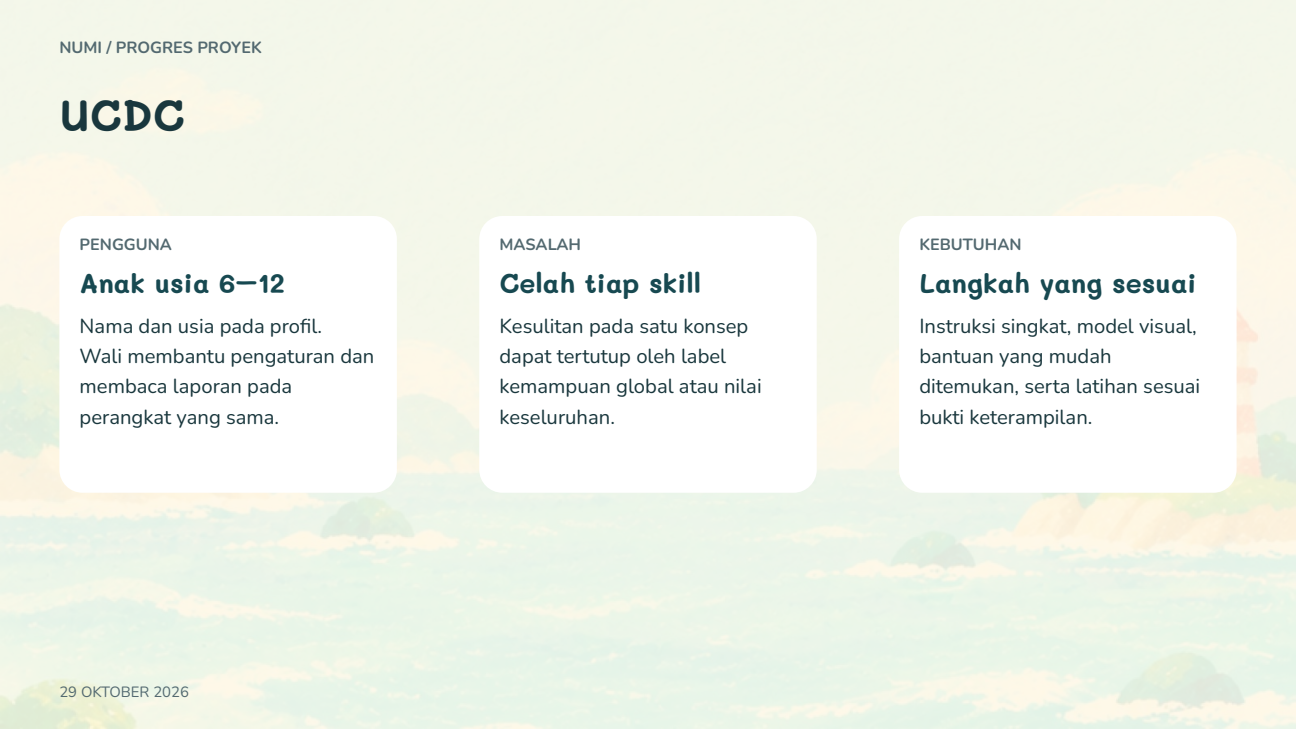 NUMI / PROGRES PROYEK
UCDC
PENGGUNA
Anak usia 6–12
Nama dan usia pada profil.
Wali membantu pengaturan dan
membaca laporan pada
perangkat yang sama.
MASALAH
Celah tiap skill
Kesulitan pada satu konsep
dapat tertutup oleh label
kemampuan global atau nilai
keseluruhan.
KEBUTUHAN
Langkah yang sesuai
Instruksi singkat, model visual,
bantuan yang mudah
ditemukan, serta latihan sesuai
bukti keterampilan.
29 OKTOBER 2026